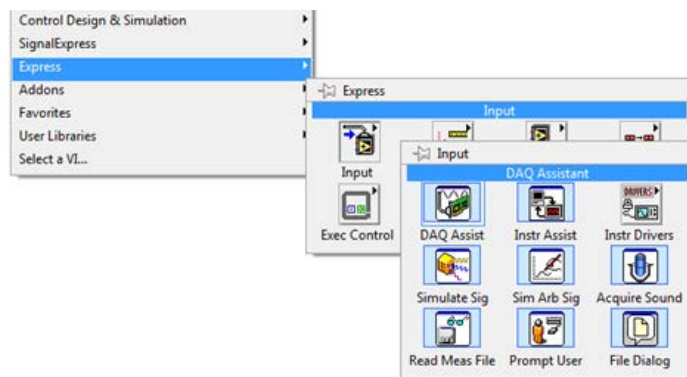 Control Design & Simulation
SignalExpress
Express
Addons
Favorites
User Libraries
Select a VI...
Express
Input
Input
Exec Control
Input
DAQ Assistant
DAQ Assist
Instr Assist
DRIVERS
Instr Drivers
Simulate Sig
Sim Arb Sig
Acquire Sound
Read Meas File
Prompt User
File Dialog